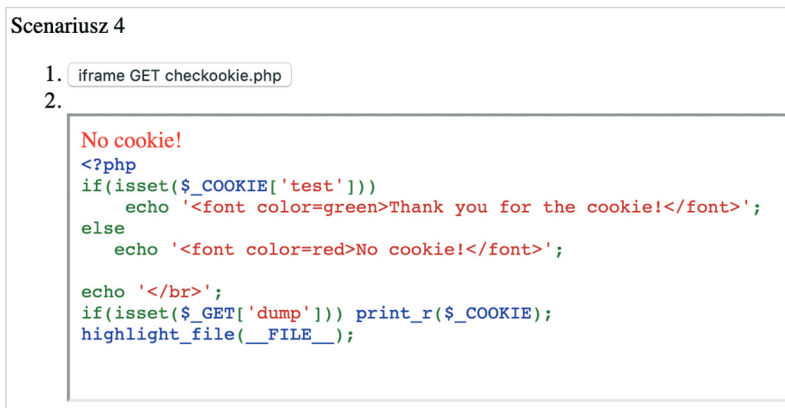 Scenariusz 4
1. iframe GET checkookie.php
2.
No cookie!
<?php
if(isset($_COOKIE['test']))
    echo '<font color=green>Thank you for the cookie!</font>';
else
   echo '<font color=red>No cookie!</font>';

echo '</br>';
if(isset($_GET['dump'])) print_r($_COOKIE);
highlight_file(__FILE__);